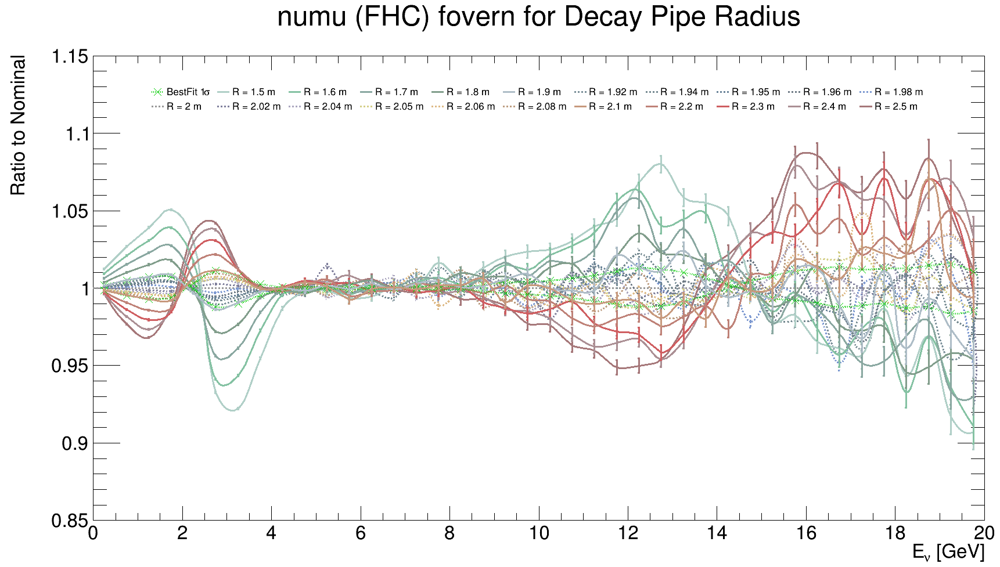 numu (FHC) fovern for Decay Pipe Radius
Ratio to Nominal
1.15
1.1
1.05
1
0.95
0.9
0.85
BestFit 1σ R = 1.5 m R = 1.6 m R = 1.7 m R = 1.8 m R = 1.9 m R = 1.92 m R = 1.94 m R = 1.95 m R = 1.96 m R = 1.98 m
R = 2 m R = 2.02 m R = 2.04 m R = 2.05 m R = 2.06 m R = 2.08 m R = 2.1 m R = 2.2 m R = 2.3 m R = 2.4 m R = 2.5 m
0 2 4 6 8 10 12 14 16 18 20
Eν [GeV]